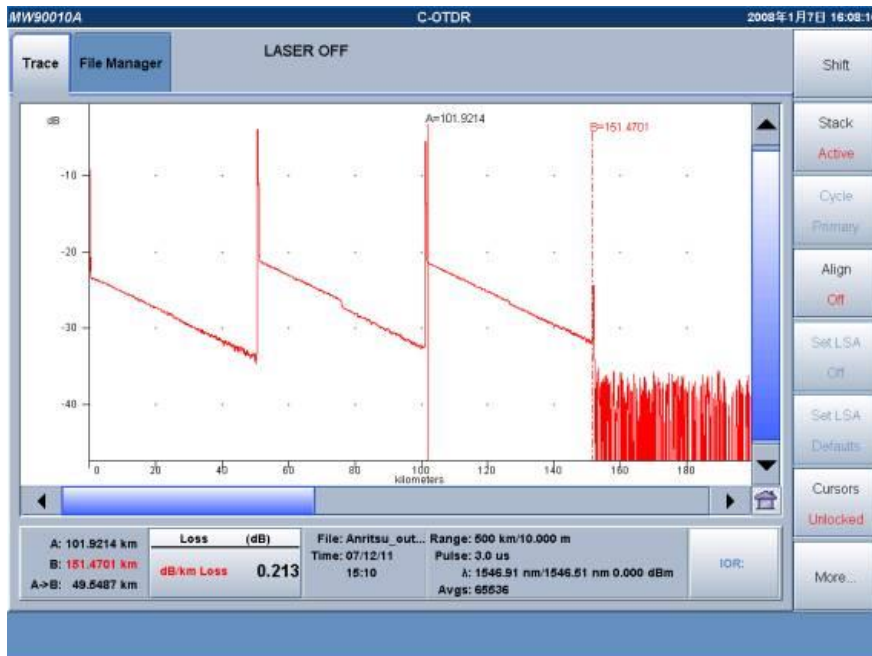 MW90010A C-OTDR 2008年1月7日 16:08:1
Trace File Manager LASER OFF
Shift
Stack
Active
Cycle
Primary
Align
Off
Set LSA
Off
Set LSA
Defaults
Cursors
Unlocked
More...
dB
A=101.9214
B=151.4701
-10
-20
-30
-40
0 20 40 60 80 100 120 140 160 180
kilometers
A: 101.9214 km
B: 151.4701 km
A->B: 49.5487 km
Loss (dB)
dB/km Loss 0.213
File: Anritsu_out...
Time: 07/12/11
15:10
Range: 500 km/10.000 m
Pulse: 3.0 us
λ: 1546.91 nm/1546.51 nm 0.000 dBm
Avgs: 65536
IOR: